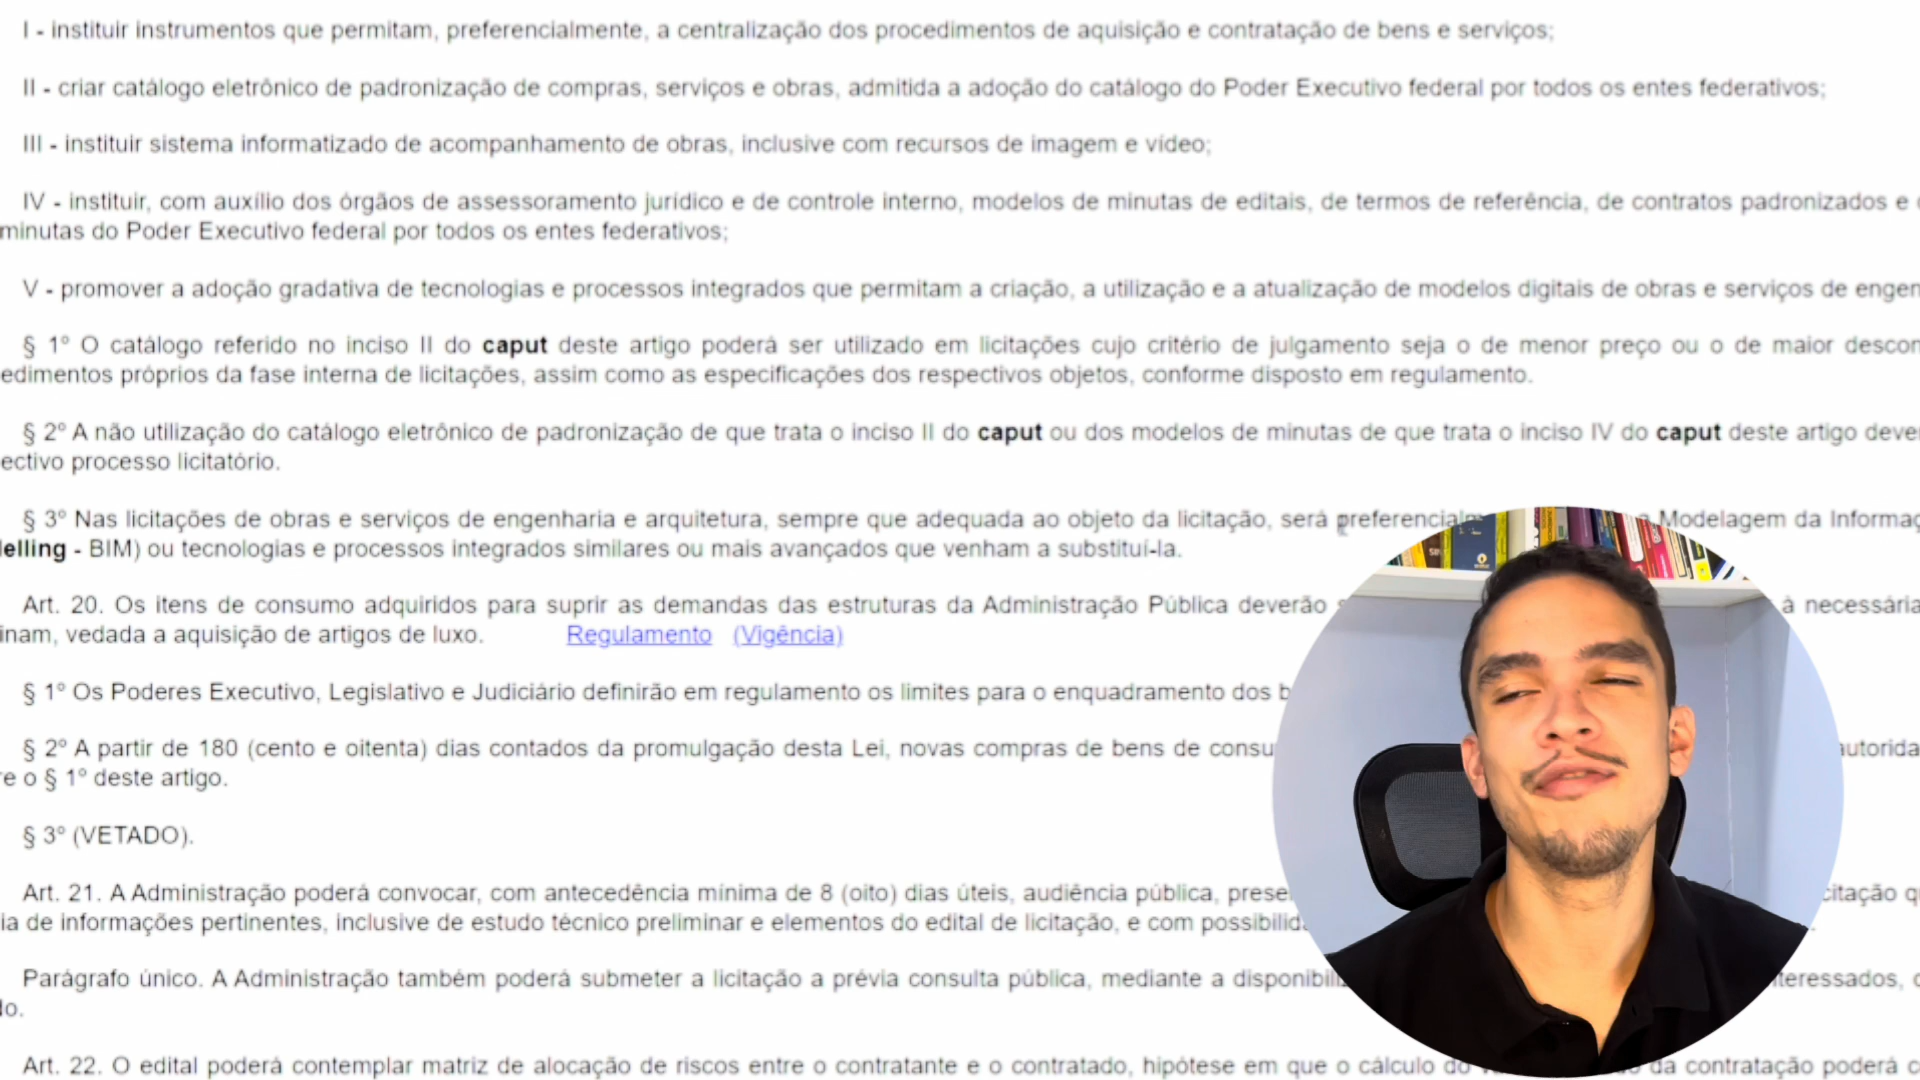 I - instituir instrumentos que permitam, preferencialmente, a centralização dos procedimentos de aquisição e contratação de bens e serviços;
II - criar catálogo eletrônico de padronização de compras, serviços e obras, admitida a adoção do catálogo do Poder Executivo federal por todos os entes federativos;
III - instituir sistema informatizado de acompanhamento de obras, inclusive com recursos de imagem e vídeo;
IV - instituir, com auxílio dos órgãos de assessoramento jurídico e de controle interno, modelos de minutas de editais, de termos de referência, de contratos padronizados e
minutas do Poder Executivo federal por todos os entes federativos;
V - promover a adoção gradativa de tecnologias e processos integrados que permitam a criação, a utilização e a atualização de modelos digitais de obras e serviços de engen
§ 1º O catálogo referido no inciso II do caput deste artigo poderá ser utilizado em licitações cujo critério de julgamento seja o de menor preço ou o de maior descon
edimentos próprios da fase interna de licitações, assim como as especificações dos respectivos objetos, conforme disposto em regulamento.
§ 2º A não utilização do catálogo eletrônico de padronização de que trata o inciso II do caput ou dos modelos de minutas de que trata o inciso IV do caput deste artigo deve
ectivo processo licitatório.
§ 3º Nas licitações de obras e serviços de engenharia e arquitetura, sempre que adequada ao objeto da licitação, será preferencial Modelagem da Informaç
elling - BIM) ou tecnologias e processos integrados similares ou mais avançados que venham a substituí-la.
Art. 20. Os itens de consumo adquiridos para suprir as demandas das estruturas da Administração Pública deverão à necessária
inam, vedada a aquisição de artigos de luxo. Regulamento (Vigência)
§ 1º Os Poderes Executivo, Legislativo e Judiciário definirão em regulamento os limites para o enquadramento dos b
§ 2º A partir de 180 (cento e oitenta) dias contados da promulgação desta Lei, novas compras de bens de consu autorida
e o § 1º deste artigo.
§ 3º (VETADO).
Art. 21. A Administração poderá convocar, com antecedência mínima de 8 (oito) dias úteis, audiência pública, prese citação q
ia de informações pertinentes, inclusive de estudo técnico preliminar e elementos do edital de licitação, e com possibilid
Parágrafo único. A Administração também poderá submeter a licitação a prévia consulta pública, mediante a disponibili teressados,
do.
Art. 22. O edital poderá contemplar matriz de alocação de riscos entre o contratante e o contratado, hipótese em que o cálculo do da contratação poderá c